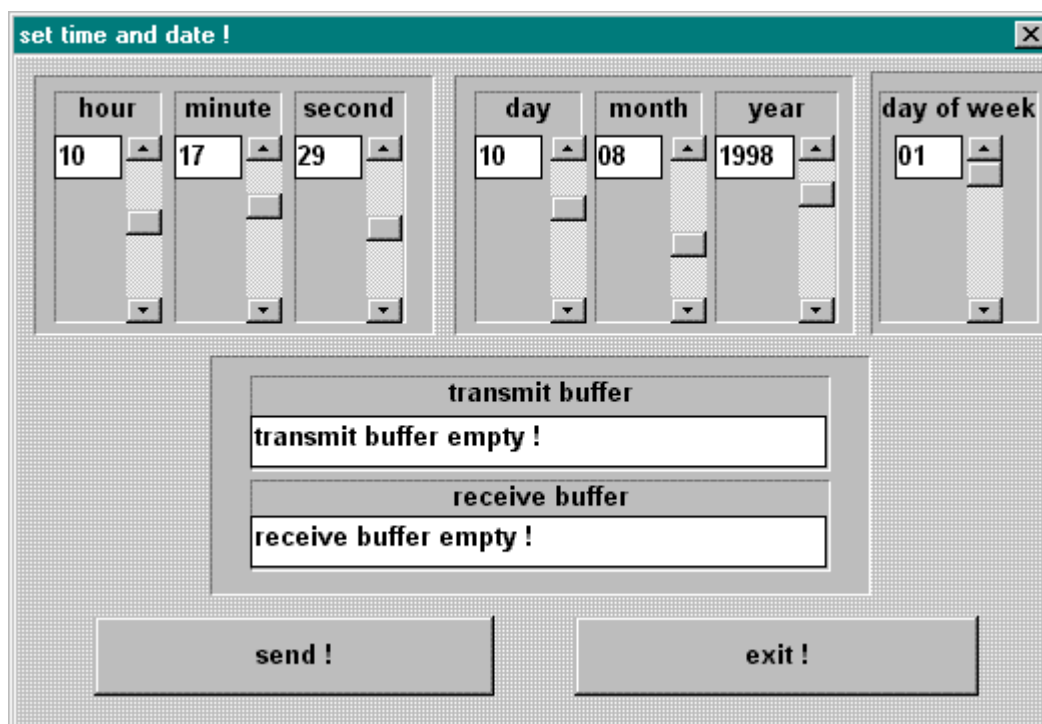 set time and date !
hour minute second day month year day of week
10 17 29 10 08 1998 01
transmit buffer
transmit buffer empty !
receive buffer
receive buffer empty !
send ! exit !